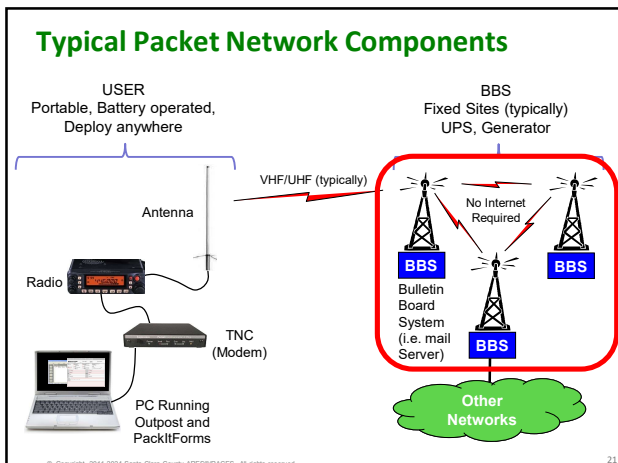 Typical Packet Network Components
USER
Portable, Battery operated,
Deploy anywhere
BBS
Fixed Sites (typically)
UPS, Generator
VHF/UHF (typically)
Antenna
No Internet
Required
Radio
BBS
BBS
Bulletin
Board
System
(i.e. mail
Server)
BBS
TNC
(Modem)
PC Running
Outpost and
PackItForms
Other
Networks
21